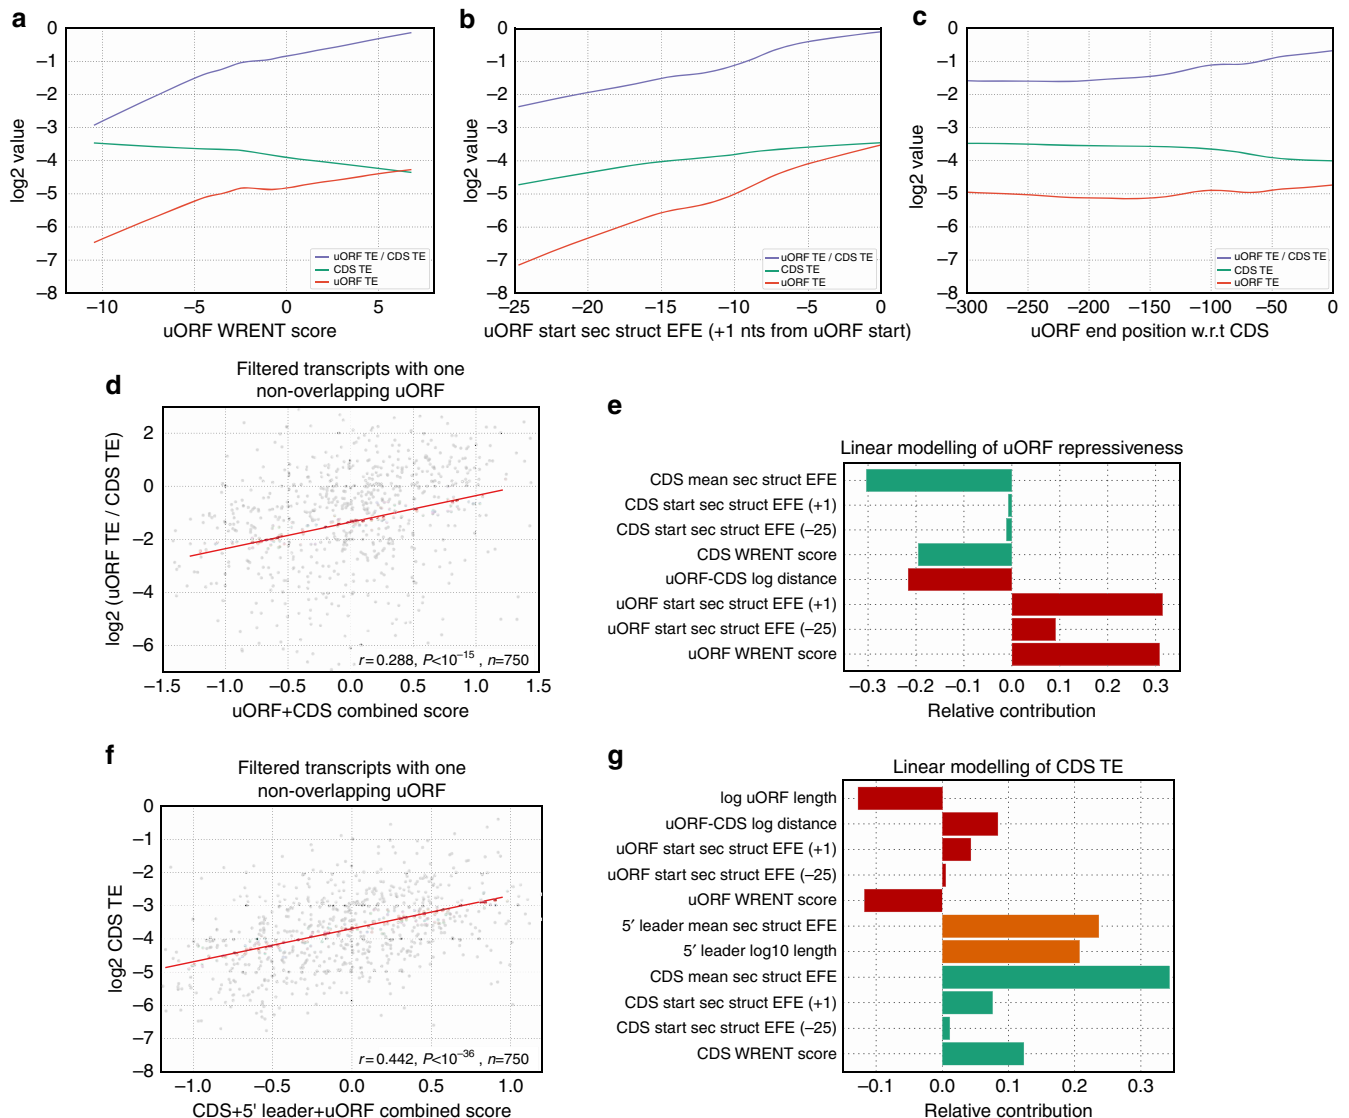 a
0
−1
−2
−3
−4
−5
−6
−7
−8
log2 value
−10
−5
0
5
uORF WRENT score
uORF TE / CDS TE
CDS TE
uORF TE
b
0
−1
−2
−3
−4
−5
−6
−7
−8
log2 value
−25
−20
−15
−10
−5
0
uORF start sec struct EFE (+1 nts from uORF start)
uORF TE / CDS TE
CDS TE
uORF TE
c
0
−1
−2
−3
−4
−5
−6
−7
−8
log2 value
−300
−250
−200
−150
−100
−50
0
uORF end position w.r.t CDS
uORF TE / CDS TE
CDS TE
uORF TE
d
Filtered transcripts with one
non-overlapping uORF
2
0
−2
−4
−6
log2 (uORF TE / CDS TE)
r=0.288, P<10−15 , n=750
−1.5
−1.0
−0.5
0.0
0.5
1.0
1.5
uORF+CDS combined score
e
Linear modelling of uORF repressiveness
CDS mean sec struct EFE
CDS start sec struct EFE (+1)
CDS start sec struct EFE (−25)
CDS WRENT score
uORF-CDS log distance
uORF start sec struct EFE (+1)
uORF start sec struct EFE (−25)
uORF WRENT score
−0.3
−0.2
−0.1
0.0
0.1
0.2
0.3
Relative contribution
f
Filtered transcripts with one
non-overlapping uORF
0
−1
−2
−3
−4
−5
−6
−7
−8
log2 CDS TE
r=0.442, P<10−36 , n=750
−1.0
−0.5
0.0
0.5
1.0
CDS+5' leader+uORF combined score
g
Linear modelling of CDS TE
log uORF length
uORF-CDS log distance
uORF start sec struct EFE (+1)
uORF start sec struct EFE (−25)
uORF WRENT score
5′ leader mean sec struct EFE
5′ leader log10 length
CDS mean sec struct EFE
CDS start sec struct EFE (+1)
CDS start sec struct EFE (−25)
CDS WRENT score
−0.1
0.0
0.1
0.2
0.3
Relative contribution